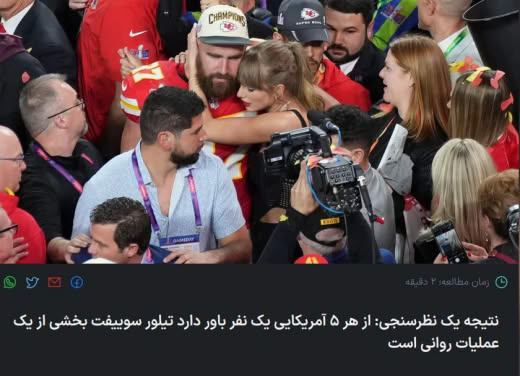 CHAMPIONS
GAMEDAY
زمان مطالعه: ۲ دقیقه
نتیجه یک نظرسنجی: از هر ۵ آمریکایی یک نفر باور دارد تیلور سوییفت بخشی از یک
عملیات روانی است